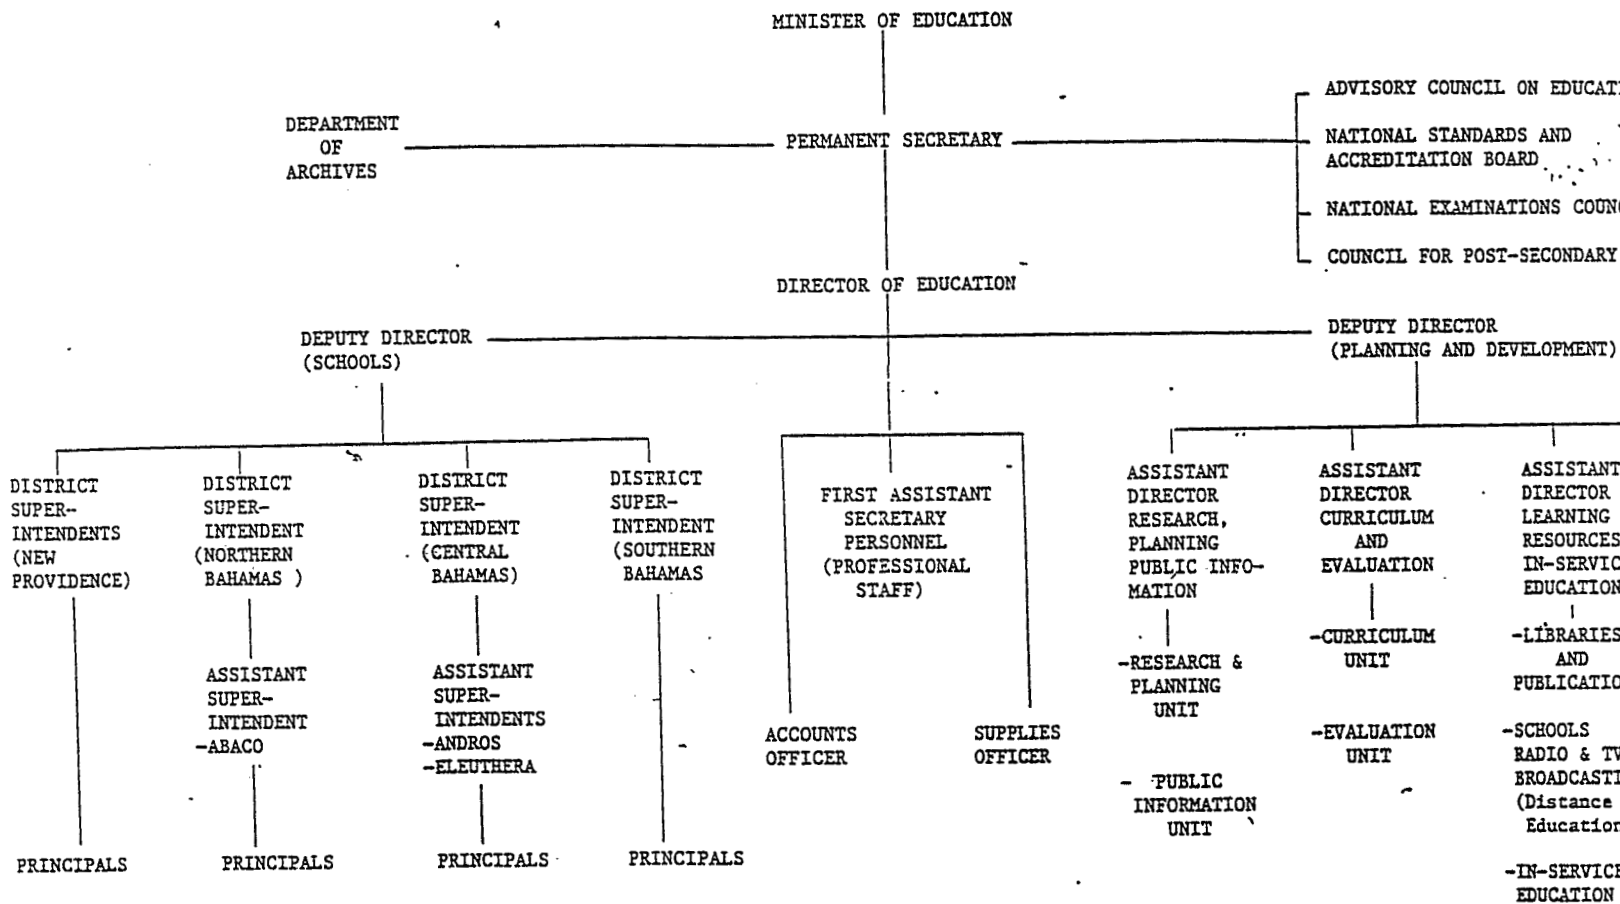 MINISTER OF EDUCATION
ADVISORY COUNCIL ON
DEPARTMENT
OF
ARCHIVES
PERMANENT SECRETARY
NATIONAL STANDARDS AND
ACCREDITATION BOARD
NATIONAL EXAMINATIONS
COUNCIL FOR POST-SECONDARY
DIRECTOR OF EDUCATION
DEPUTY DIRECTOR
(SCHOOLS)
DEPUTY DIRECTOR
(PLANNING AND DEVELOPMENT)
DISTRICT
SUPER-
INTENDENTS
(NEW
PROVIDENCE)
DISTRICT
SUPER-
INTENDENT
(NORTHERN
BAHAMAS )
DISTRICT
SUPER-
INTENDENT
(CENTRAL
BAHAMAS)
DISTRICT
SUPER-
INTENDENT
(SOUTHERN
BAHAMAS
FIRST ASSISTANT
SECRETARY
PERSONNEL
(PROFESSIONAL
STAFF)
ASSISTANT
DIRECTOR
RESEARCH,
PLANNING
PUBLIC INFO-
MATION
ASSISTANT
DIRECTOR
CURRICULUM
AND
EVALUATION
ASSISTANT
DIRECTOR
LEARNING
RESOURCES
IN-SERVIC
EDUCATION
ASSISTANT
SUPER-
INTENDENT
-ABACO
ASSISTANT
SUPER-
INTENDENTS
-ANDROS
-ELEUTHERA
ACCOUNTS
OFFICER
SUPPLIES
OFFICER
-RESEARCH &
PLANNING
UNIT
- PUBLIC
INFORMATION
UNIT
-CURRICULUM
UNIT
-EVALUATION
UNIT
-LIBRARIES
AND
PUBLICATIO
-SCHOOLS
RADIO & TV
BROADCASTI
(Distance
Education
-IN-SERVICE
EDUCATION
PRINCIPALS
PRINCIPALS
PRINCIPALS
PRINCIPALS